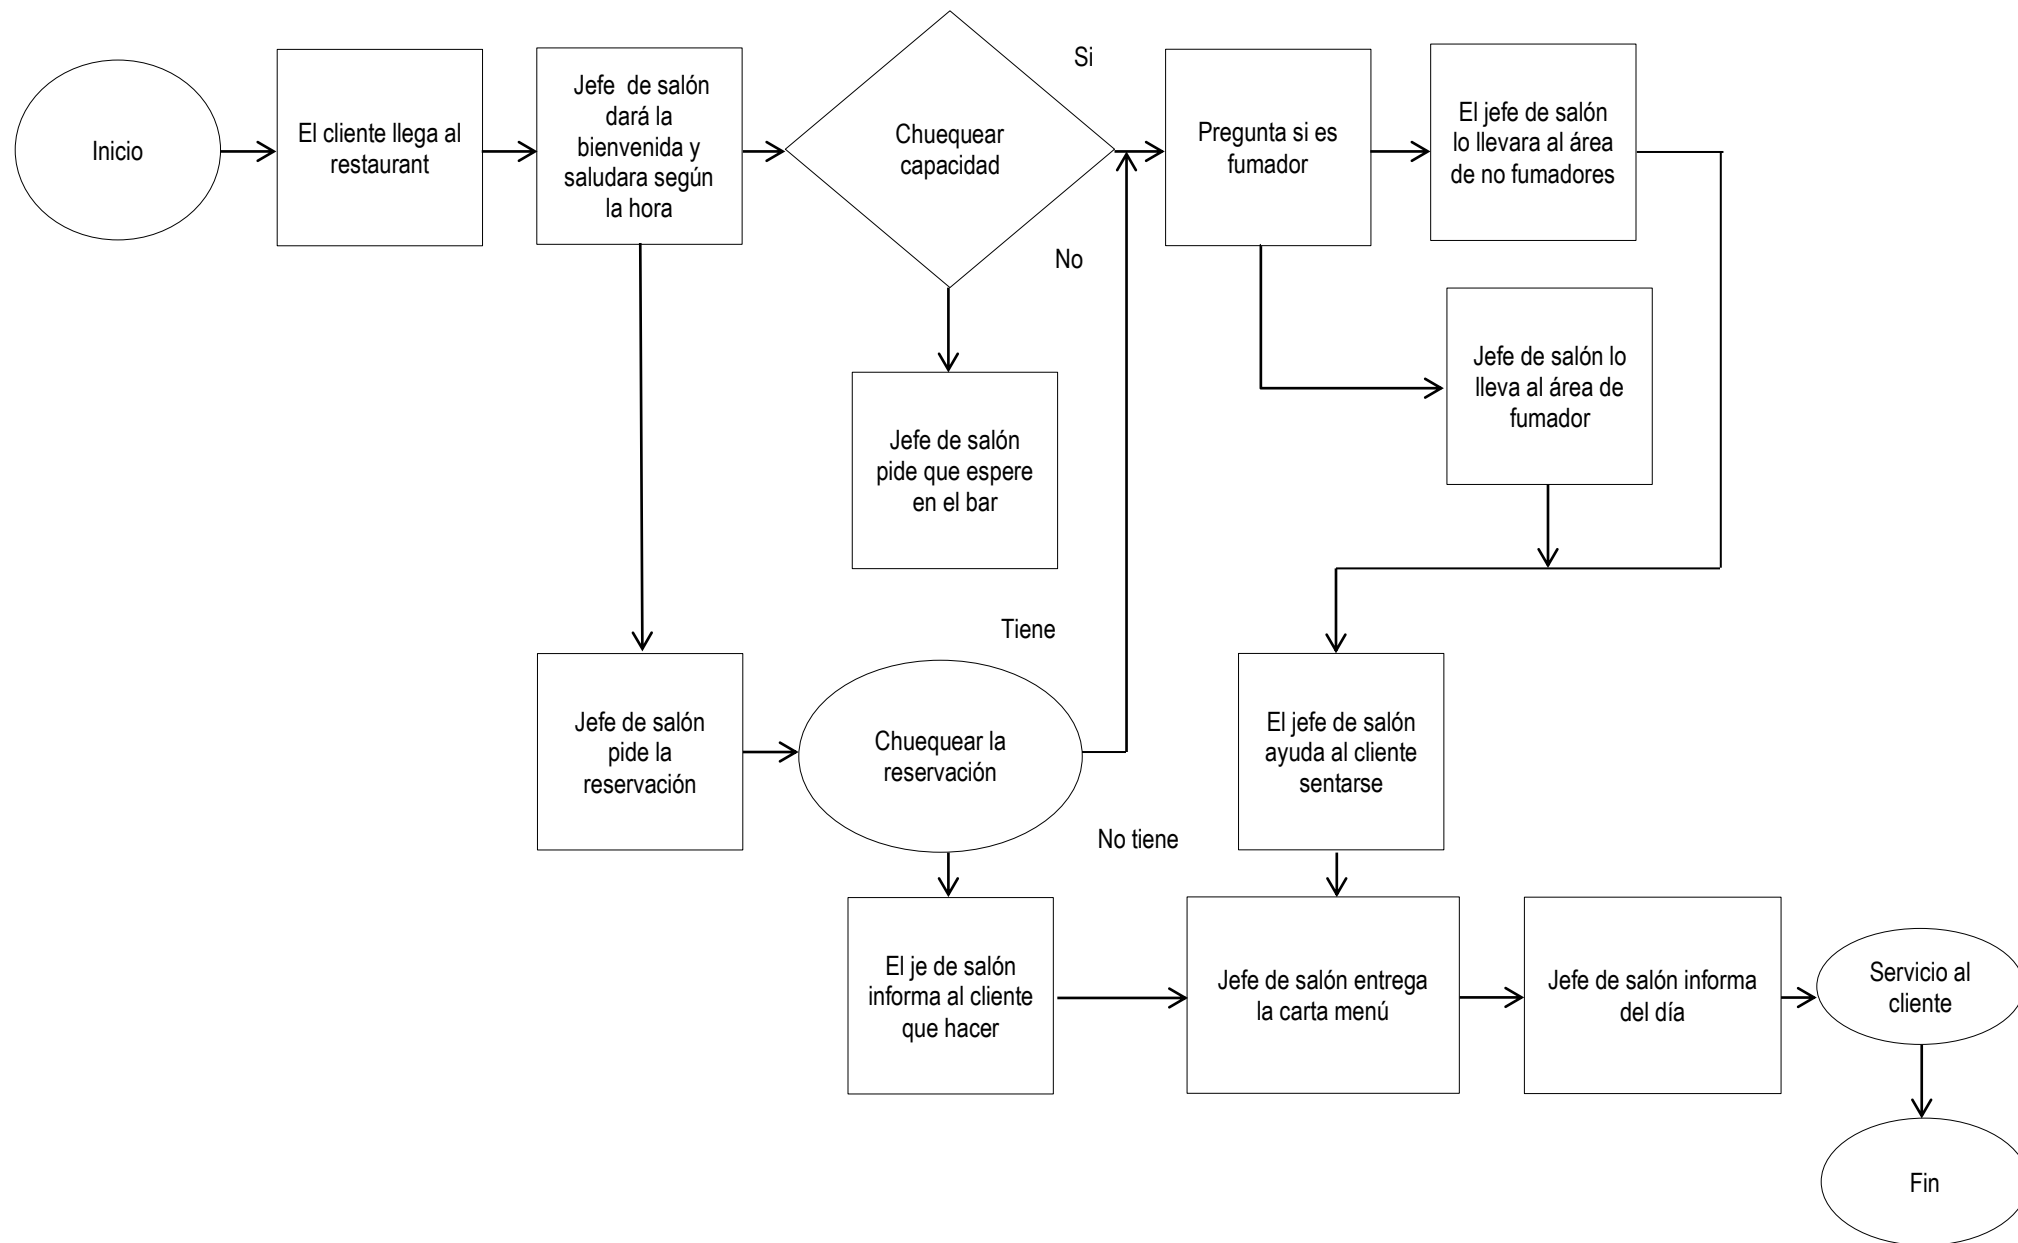 Inicio
El cliente llega al
restaurant
Jefe  de salón
dará la
bienvenida y
saludara según
la hora
Chuequear
capacidad
Si
No
Pregunta si es
fumador
El jefe de salón
lo llevara al área
de no fumadores
Jefe de salón lo
lleva al área de
fumador
Jefe de salón
pide que espere
en el bar
Jefe de salón
pide la
reservación
Chuequear la
reservación
Tiene
No tiene
El jefe de salón
ayuda al cliente
sentarse
El je de salón
informa al cliente
que hacer
Jefe de salón entrega
la carta menú
Jefe de salón informa
del día
Servicio al
cliente
Fin